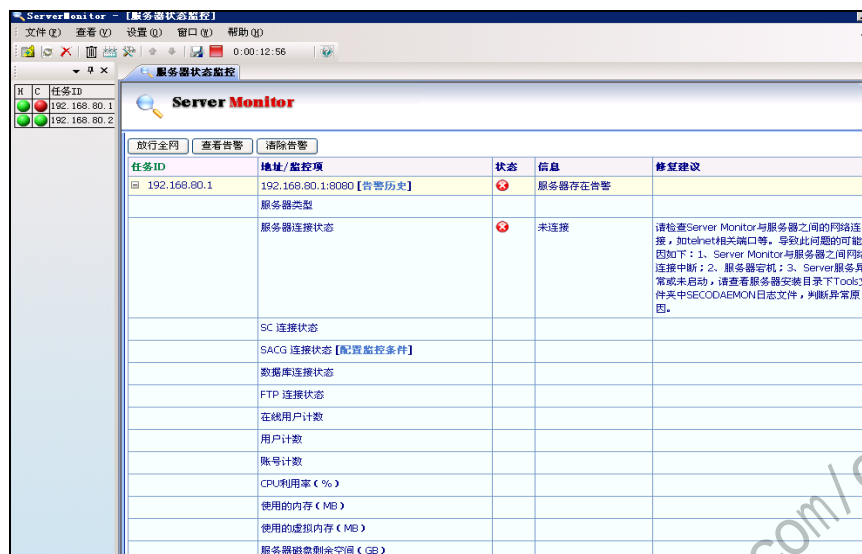 ServerMonitor - [服务器状态监控]
文件(F) 查看(V) 设置(O) 窗口(W) 帮助(H)
0:00:12:56
服务器状态监控
H C 任务ID
192.168.80.1
192.168.80.2
Server Monitor
放行全网 查看告警 清除告警
任务ID 地址/监控项 状态 信息 修复建议
192.168.80.1 192.168.80.1:8080 [告警历史] 服务器存在告警
服务器类型
服务器连接状态 未连接 请检查Server Monitor与服务器之间的网络连
接，如telnet相关端口等。导致此问题的可能
因如下：1、Server Monitor与服务器之间网络
连接中断；2、服务器宕机；3、Server服务异
常或未启动，请查看服务器安装目录下Tools文
件夹中SECODAEMON日志文件，判断异常原
因。
SC 连接状态
SACG 连接状态 [配置监控条件]
数据库连接状态
FTP 连接状态
在线用户计数
用户计数
账号计数
CPU利用率（%）
使用的内存（MB）
使用的虚拟内存（MB）
服务器磁盘剩余空间（GB）
.com/